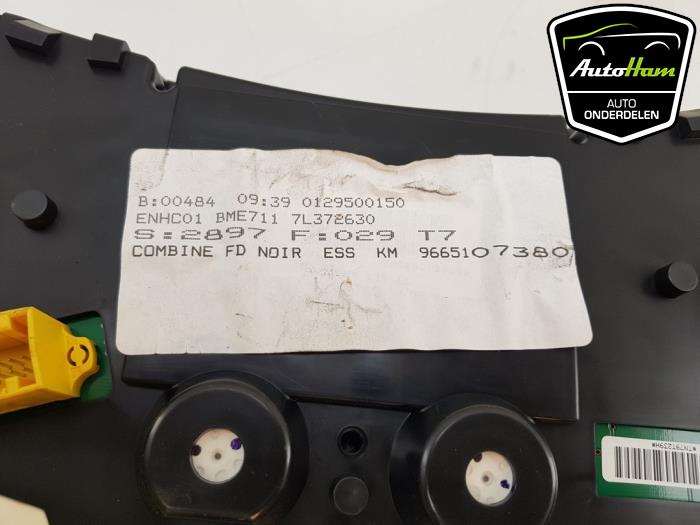 AutoHam
AUTO
ONDERDELEN
B:00484 09:39 0129500150
ENHC01 BME711 7L372630
S:2897 F:029 T7
COMBINE FD NOIR ESS KM 9665107380
*TN79T239H*